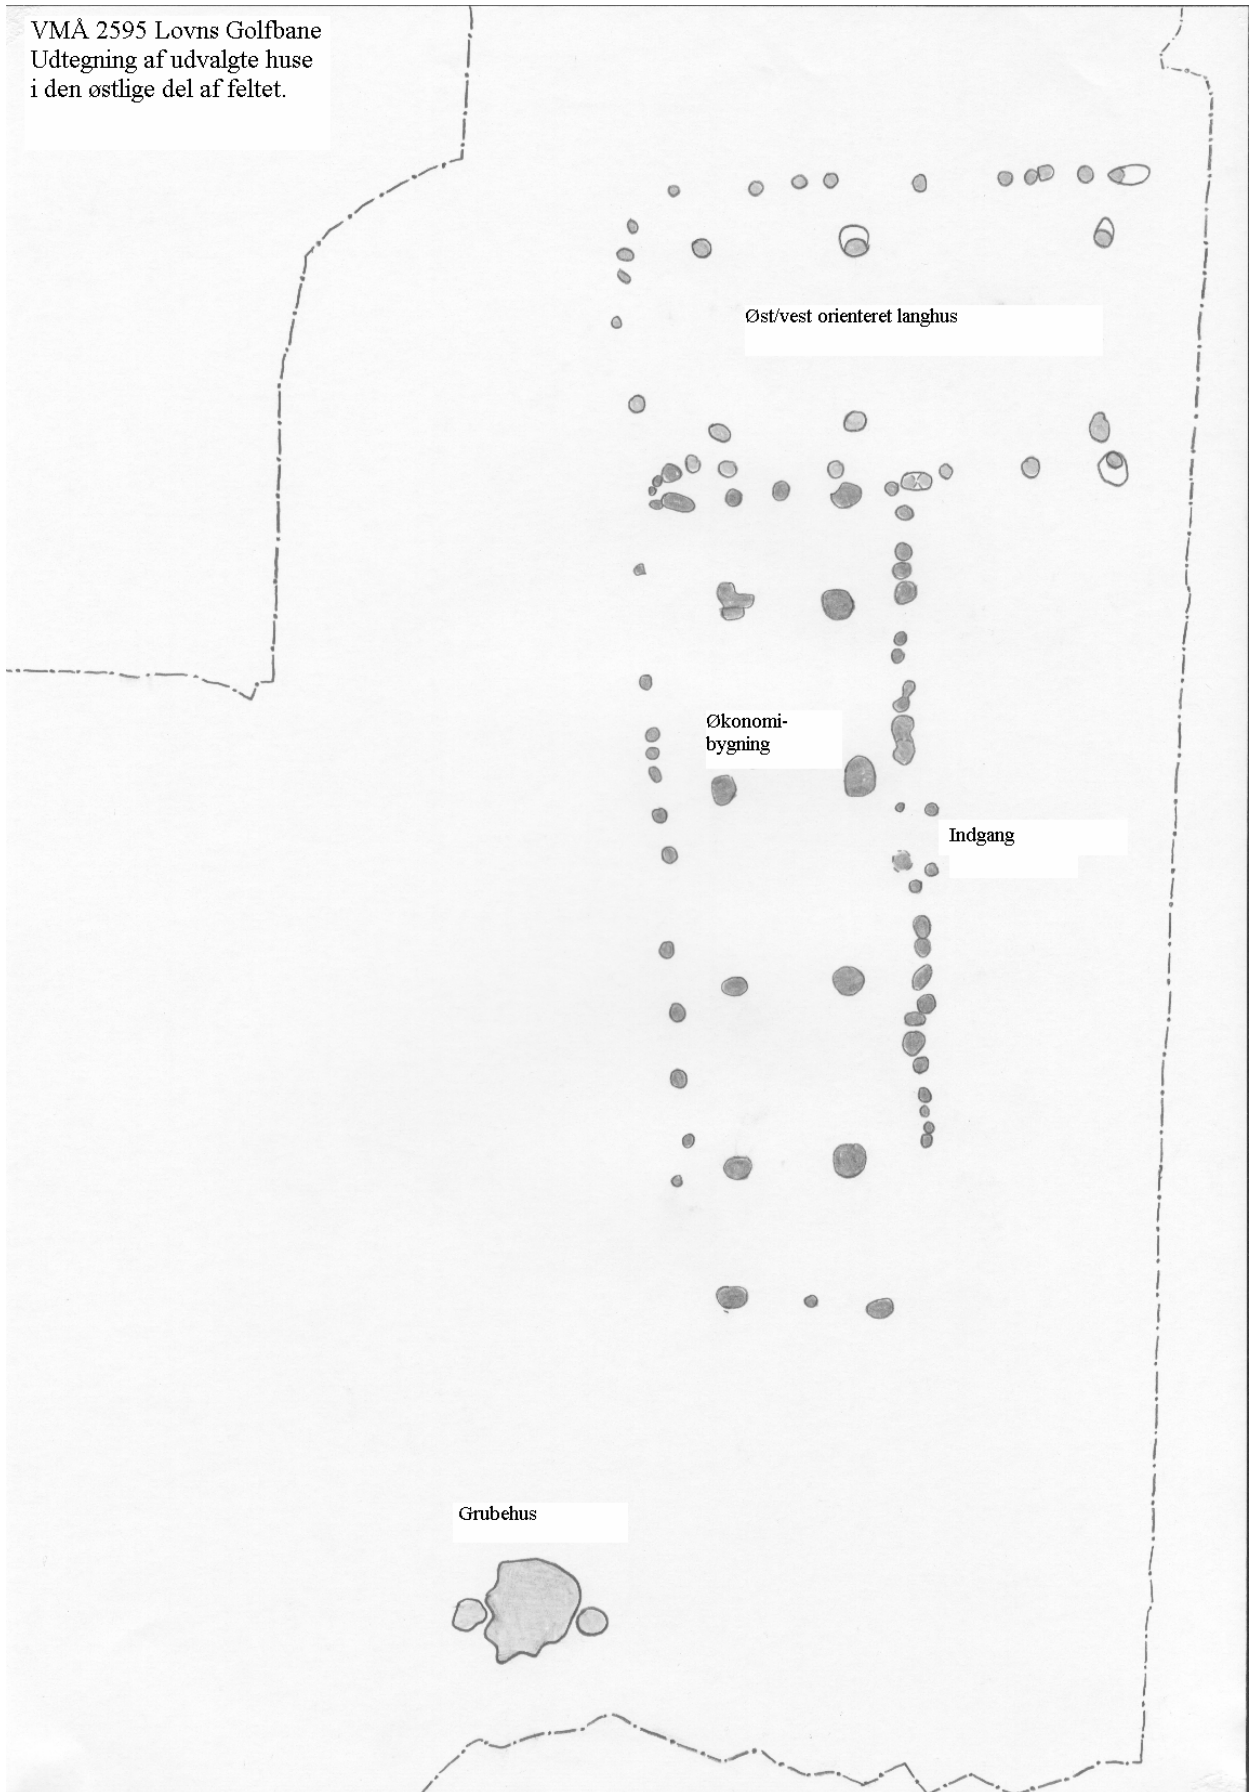 VMÅ 2595 Lovns Golfbane
Udtegning af udvalgte huse
i den østlige del af feltet.
Øst/vest orienteret langhus
Økonomi-
bygning
Indgang
Grubehus